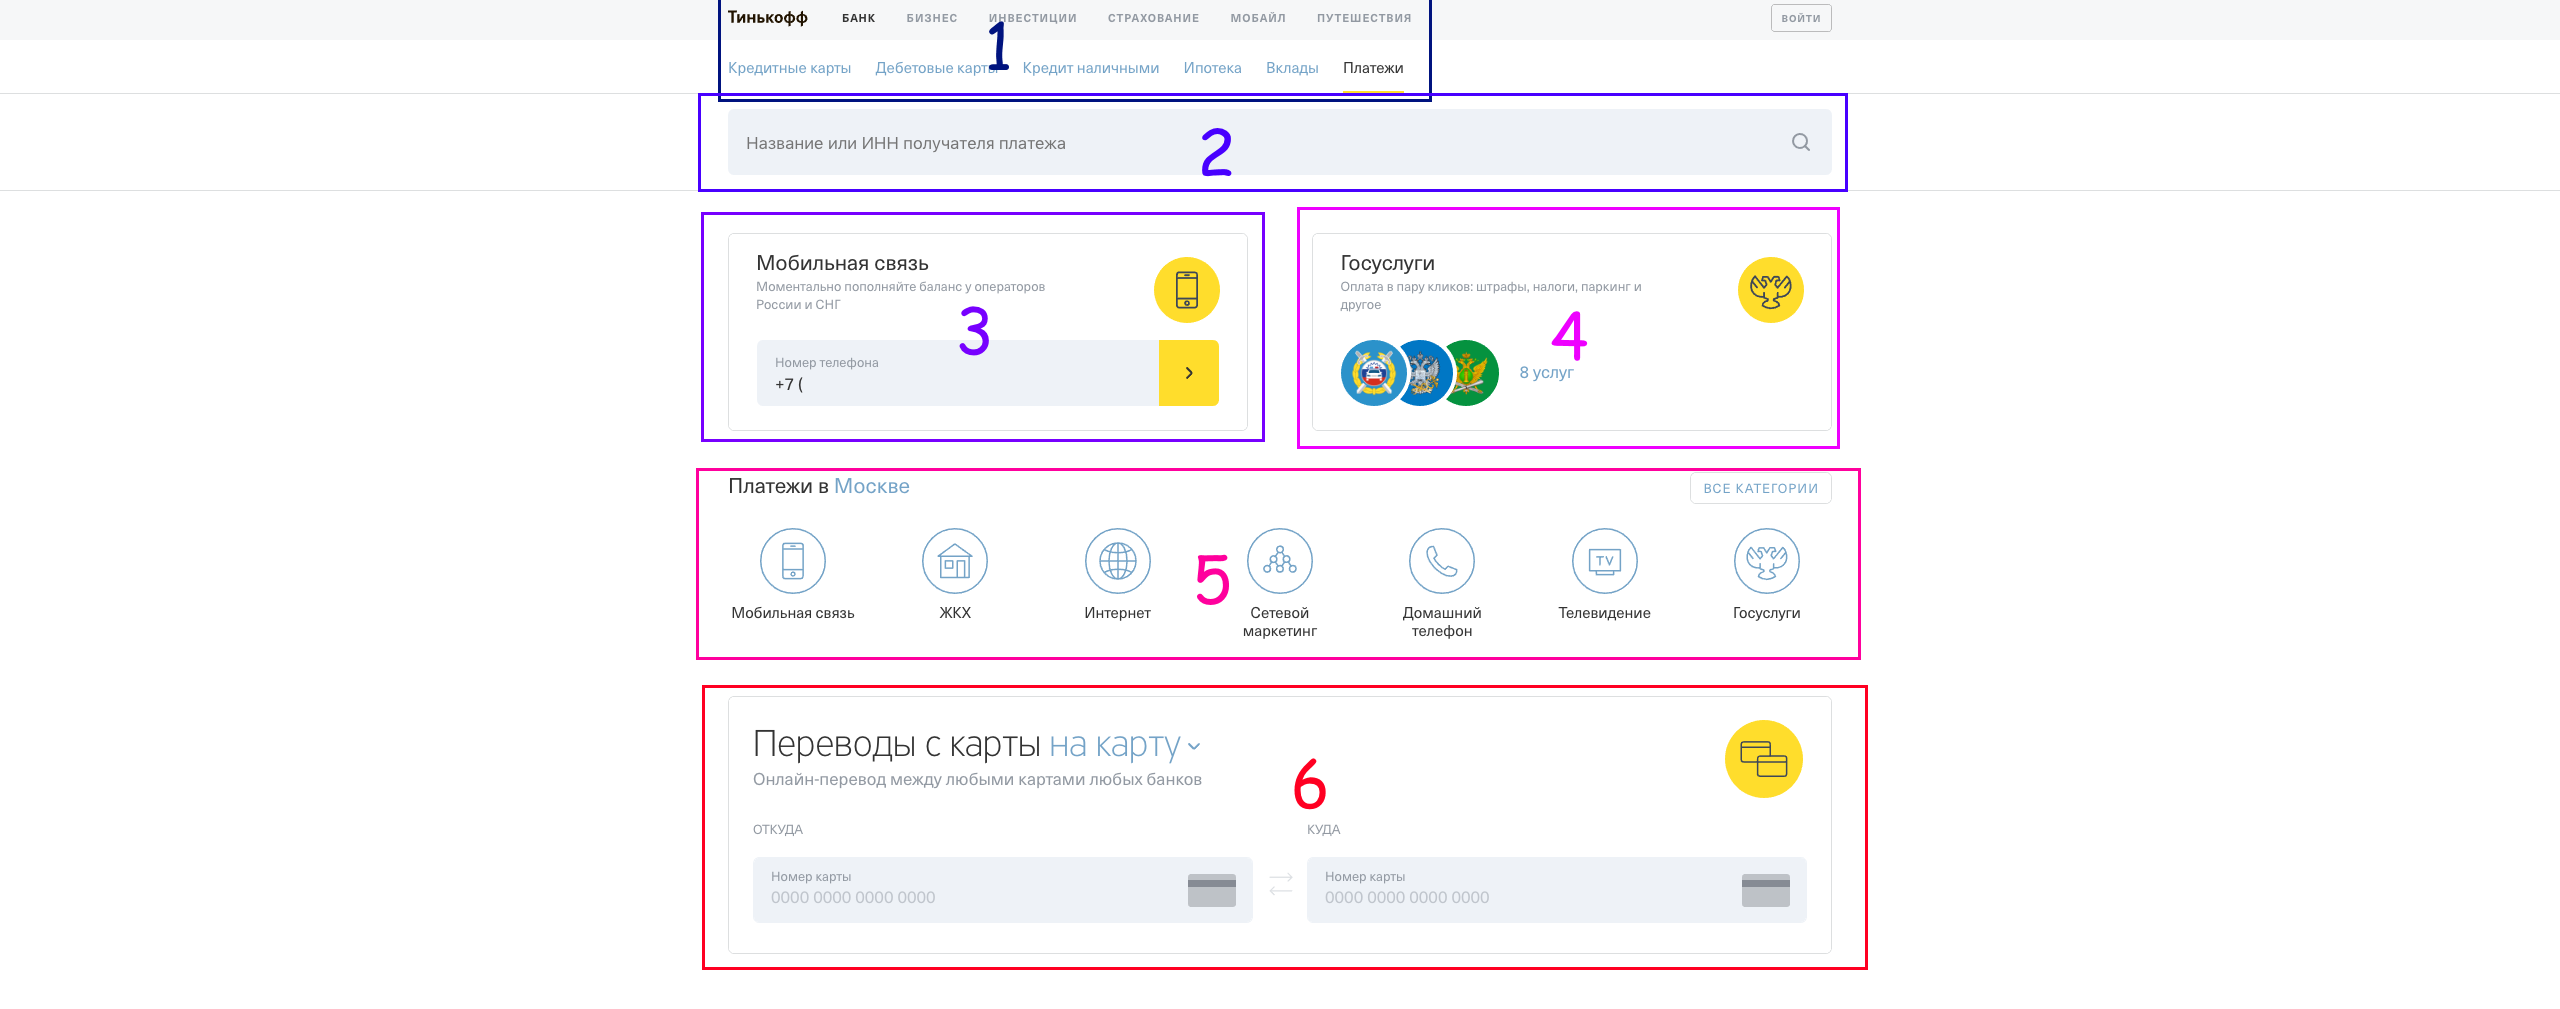 Тинькофф БАНК БИЗНЕС ИНВЕСТИЦИИ СТРАХОВАНИЕ МОБАЙЛ ПУТЕШЕСТВИЯ ВОЙТИ
1
Кредитные карты Дебетовые карты Кредит наличными Ипотека Вклады Платежи
Название или ИНН получателя платежа
2
Мобильная связь
Моментально пополняйте баланс у операторов
России и СНГ
3
Номер телефона
+7 (
Госуслуги
Оплата в пару кликов: штрафы, налоги, паркинг и
другое
4
8 услуг
Платежи в Москве
ВСЕ КАТЕГОРИИ
5
TV
Мобильная связь
ЖКХ
Интернет
Сетевой
маркетинг
Домашний
телефон
Телевидение
Госуслуги
Переводы с карты на карту
Онлайн-перевод между любыми картами любых банков
6
ОТКУДА
Номер карты
0000 0000 0000 0000
КУДА
Номер карты
0000 0000 0000 0000